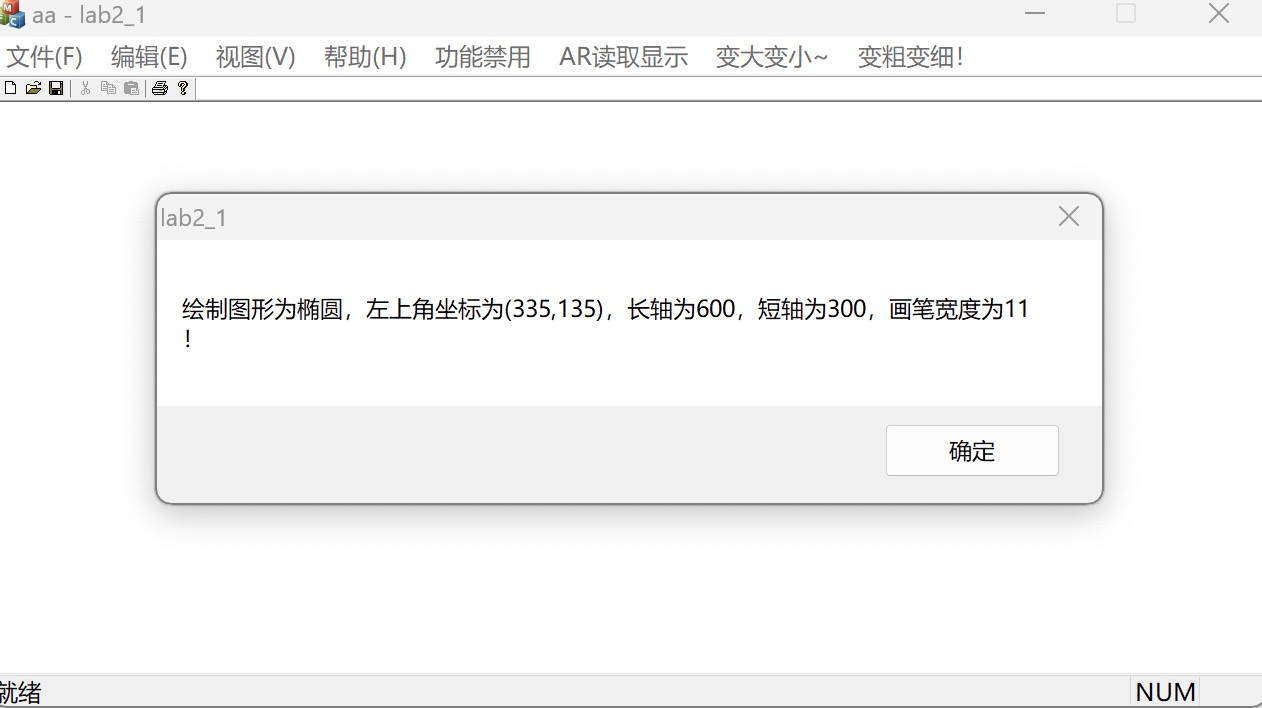 aa - lab2_1
文件(F) 编辑(E) 视图(V) 帮助(H) 功能禁用 AR读取显示 变大变小~ 变粗变细!
lab2_1
绘制图形为椭圆，左上角坐标为(335,135)，长轴为600，短轴为300，画笔宽度为11
！
确定
就绪 NUM